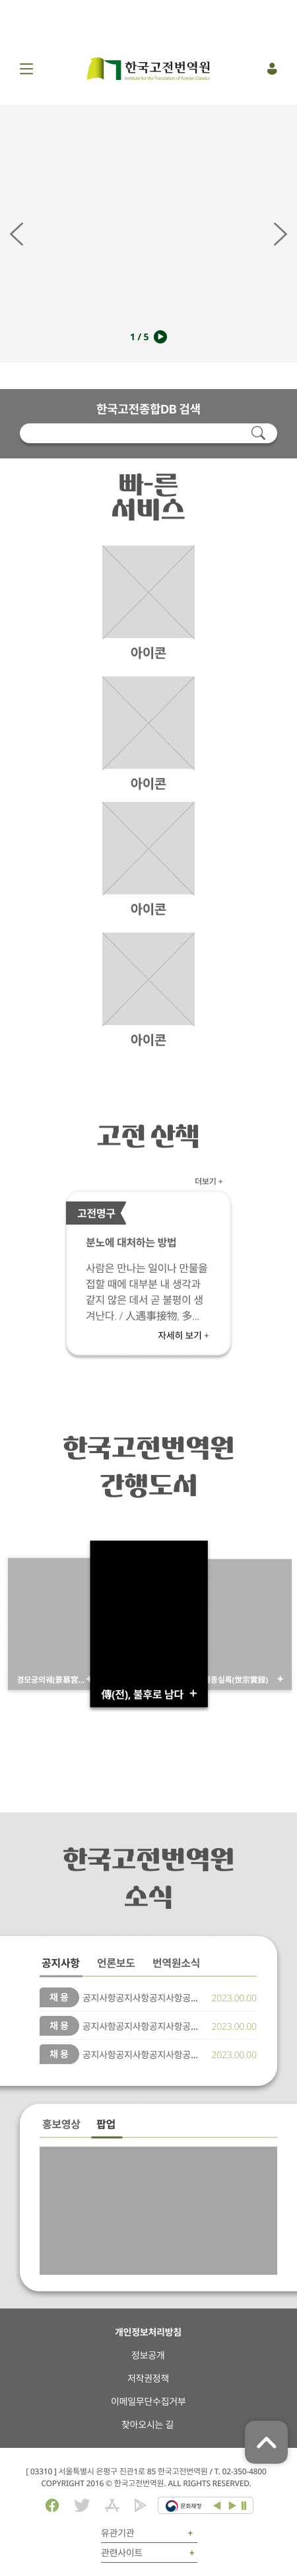 한국고전번역원
Institute for the Translation of Korean Classics
1 / 5
한국고전종합DB 검색
빠-른
서비스
아이콘
아이콘
아이콘
아이콘
고전 산책
더보기 +
고전명구
분노에 대처하는 방법
사람은 만나는 일이나 만물을
접할 때에 대부분 내 생각과
같지 않은 데서 곧 불평이 생
겨난다. / 人遇事接物, 多...
자세히 보기 +
한국고전번역원
간행도서
경모궁의궤(景慕宮... +
傳(전), 불후로 남다 +
종실록(世宗實錄) +
한국고전번역원
소식
공지사항 언론보도 번역원소식
채 용 공지사항공지사항공지사항공... 2023.00.00
채 용 공지사항공지사항공지사항공... 2023.00.00
채 용 공지사항공지사항공지사항공... 2023.00.00
홍보영상 팝업
개인정보처리방침
정보공개
저작권정책
이메일무단수집거부
찾아오시는 길
[ 03310 ] 서울특별시 은평구 진관1로 85 한국고전번역원 / T. 02-350-4800
COPYRIGHT 2016 © 한국고전번역원. ALL RIGHTS RESERVED.
문화재청
유관기관 +
관련사이트 +